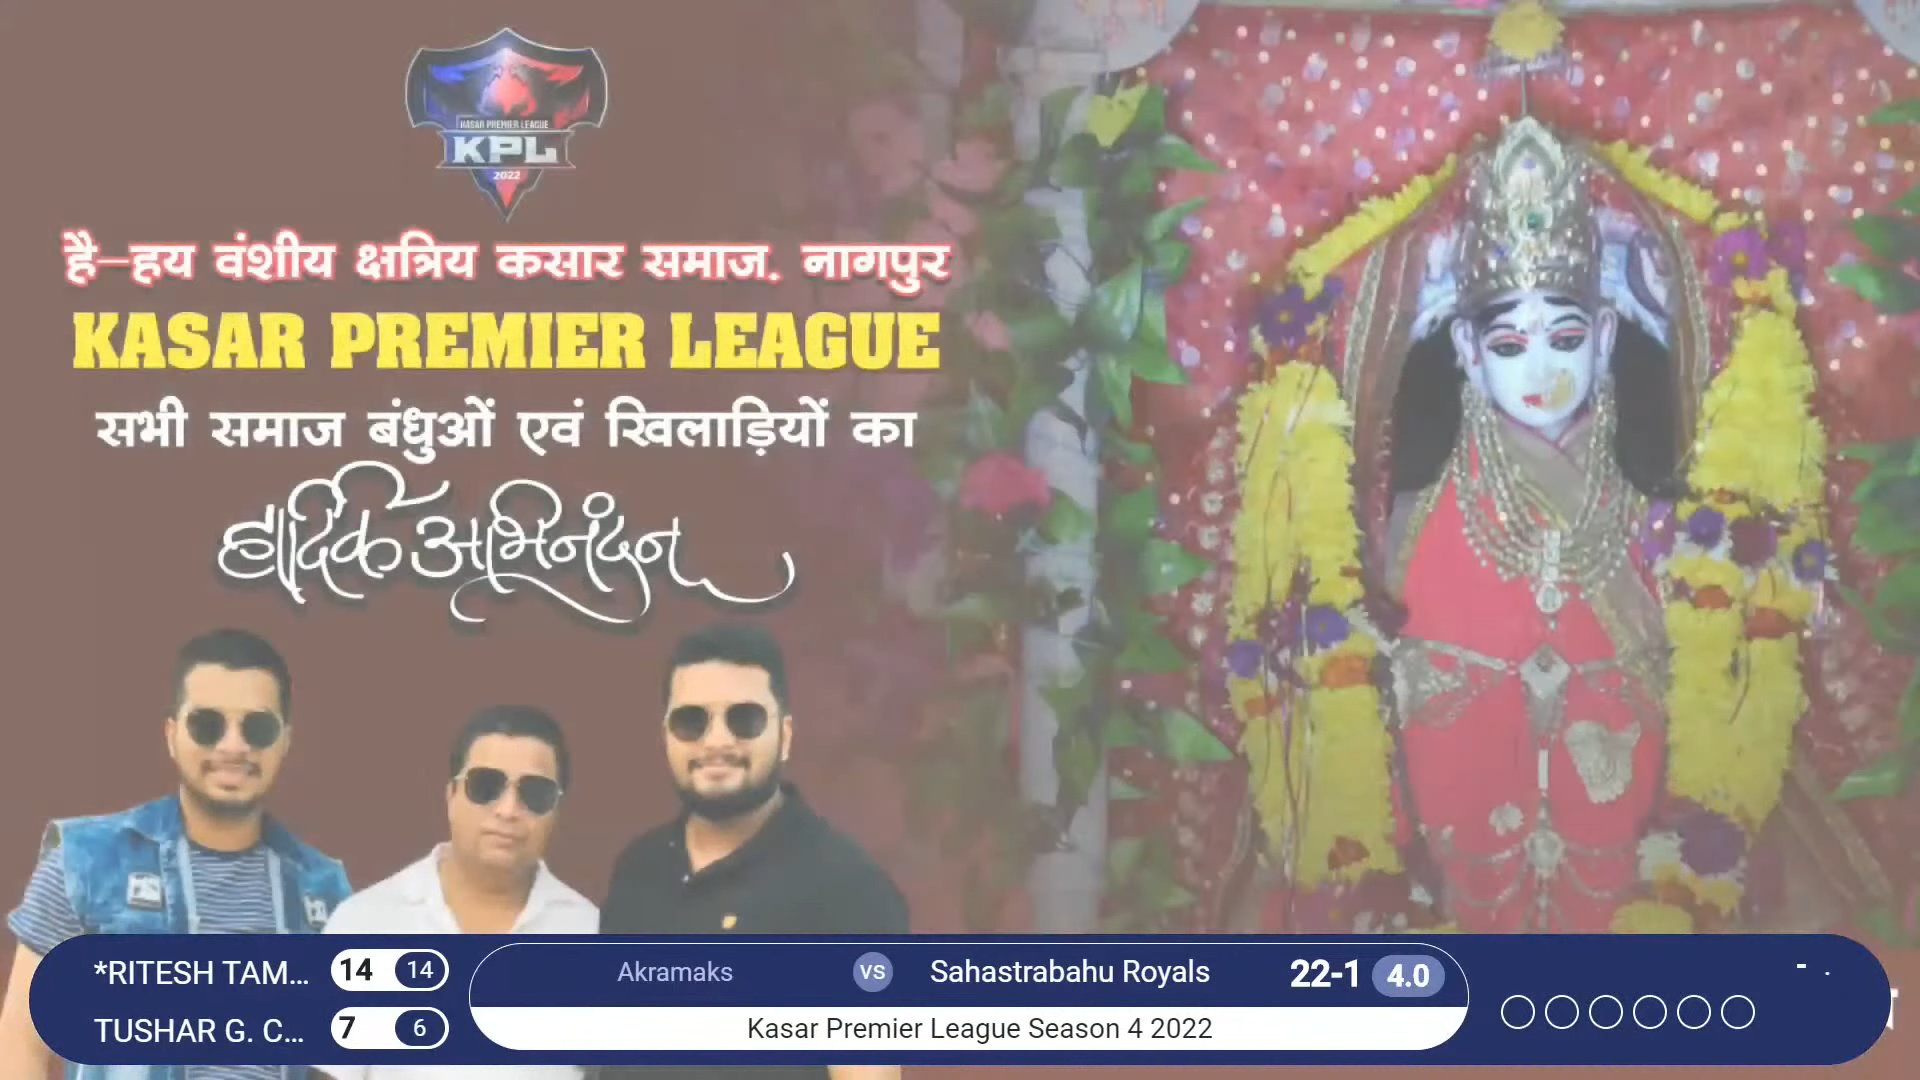 KASAR PREMIER LEAGUE
KPL
2022
है–हय वंशीय क्षत्रिय कसार समाज. नागपुर
KASAR PREMIER LEAGUE
सभी समाज बंधुओं एवं खिलाड़ियों का
हार्दिक अभिनंदन
*RITESH TAM... 14 14
TUSHAR G. C... 7 6
Akramaks VS Sahastrabahu Royals 22-1 4.0
Kasar Premier League Season 4 2022